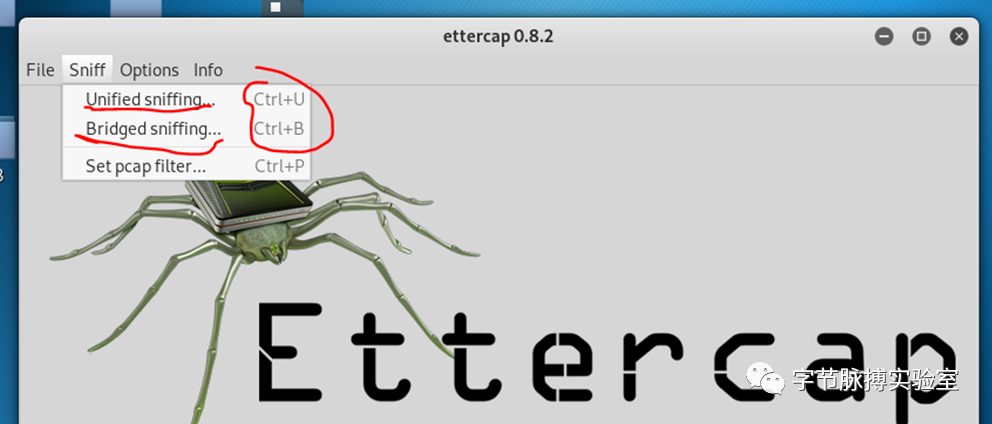 ettercap 0.8.2
File Sniff Options Info
Unified sniffing... Ctrl+U
Bridged sniffing... Ctrl+B
Set pcap filter... Ctrl+P
Ettercap
字节脉搏实验室